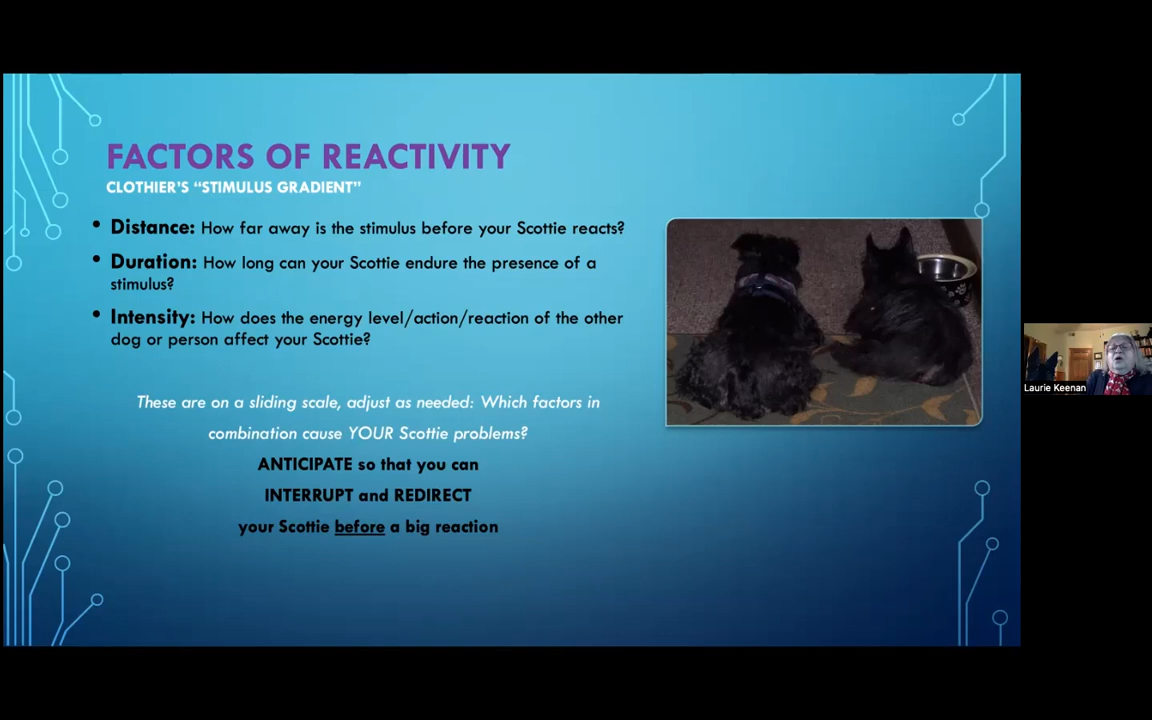 FACTORS OF REACTIVITY
CLOTHIER'S “STIMULUS GRADIENT”
• Distance: How far away is the stimulus before your Scottie reacts?
• Duration: How long can your Scottie endure the presence of a
stimulus?
• Intensity: How does the energy level/action/reaction of the other
dog or person affect your Scottie?
These are on a sliding scale, adjust as needed: Which factors in
combination cause YOUR Scottie problems?
ANTICIPATE so that you can
INTERRUPT and REDIRECT
your Scottie before a big reaction
Laurie Keenan